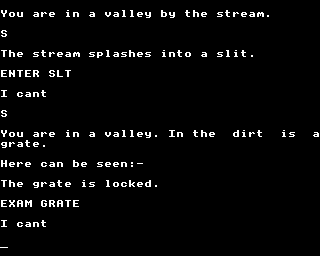 You are in a valley by the stream.
S
The stream splashes into a slit.
ENTER SLT
I cant
S
You are in a valley. In the  dirt  is  a
grate.
Here can be seen:-
The grate is locked.
EXAM GRATE
I cant
_